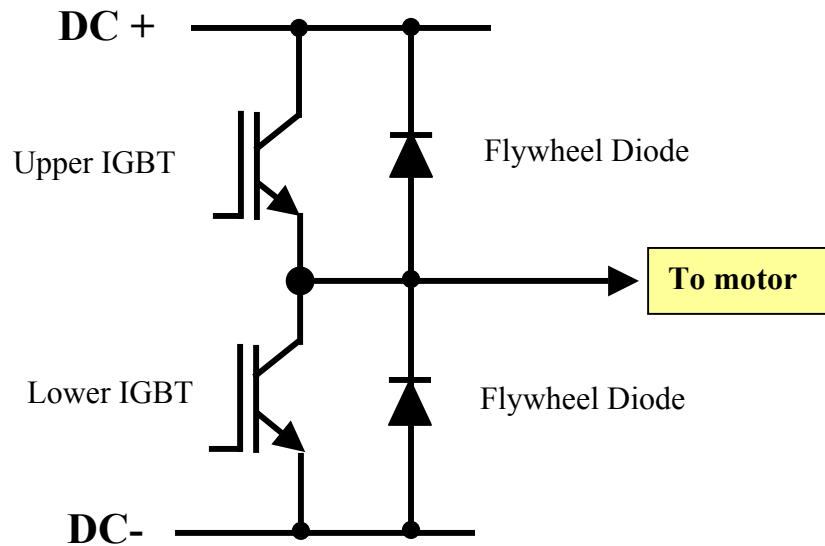 DC +
Upper IGBT
Flywheel Diode
To motor
Lower IGBT
Flywheel Diode
DC-